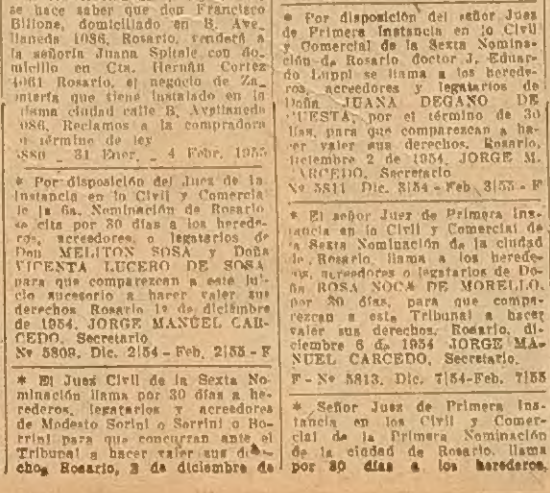 se hace saber que don Francisco
Billone, domiciliado en B. Ave_
llaneda 1086, Rosario, venderá a
la señoria Juana Spitale con do_
micilio en Cta. Hernán Cortez
4061 Rosario, el negocio de Za_
patería que tiene instalado en la
misma ciudad calle B. Avellaneda
1086. Reclamos a la compradora
término de ley
31 Ener. _ 4 Febr. 1955
* Por disposición del Juez de 1a.
Instancia en lo Civil y Comercial
de la 6a. Nominación de Rosario
se cita por 30 días a los herede-
ros, acreedores, o legatarios de
Don MELITON SOSA y Doña
VICENTA LUCERO DE SOSA
para que comparezcan a este jui-
cio sucesorio a hacer valer sus
derechos Rosario 1º de diciembre
de 1954. JORGE MANUEL CAR-
CEDO, Secretario
Nº 5809. Dic. 2|54 - Feb. 2|55 - F
* El Juez Civil de la Sexta No-
minación llama por 30 días a he-
rederos, legatarios y acreedores
de Modesto Sorini o Sorrini o Bo-
rrini para que concurran ante el
Tribunal a hacer valer sus dere-
chos Rosario, 2 de diciembre de
* Por disposición del señor Juez
de Primera Instancia en lo Civil
y Comercial de la Sexta Nomina-
ción de Rosario doctor J. Eduar-
do Luppi se llama a los herede-
ros, acreedores y legatarios de
Doña JUANA DEGANO DE
CUESTA, por el término de 30
días, para que comparezcan a ha-
cer valer sus derechos. Rosario,
diciembre 2 de 1954. JORGE M.
CARCEDO, Secretario
Nº 5811 Dic. 3|54 - Feb 3|55 - F
* El señor Juez de Primera Ins-
tancia en lo Civil y Comercial de
la Sexta Nominación de la ciudad
de Rosario, llama a los herede-
ros, acreedores o legatarios de Do-
ña ROSA NOCA DE MORELLO,
por 30 días, para que compa-
rezcan a este Tribunal a hacer
valer sus derechos. Rosario, di-
ciembre 6 de 1954 JORGE MA-
NUEL CARCEDO, Secretario.
F - Nº 5813. Dic. 7|54-Feb. 7|55
* Señor Juez de Primera Ins-
tancia en los Civil y Comer-
cial de la Primera Nominación
de la ciudad de Rosario, llama
por 30 días a los herederos,